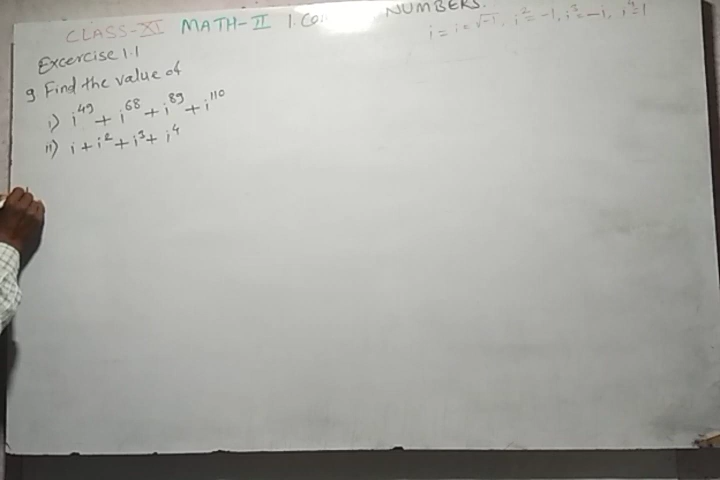 CLASS-XI MATH-II 1. Co NUMBERS.
i = i = √-1, i² = -1, i³ = -i, i⁴ = 1
Excercise 1.1
9 Find the value of
i) i⁴⁹ + i⁶⁸ + i⁸⁹ + i¹¹⁰
ii) i + i² + i³ + i⁴